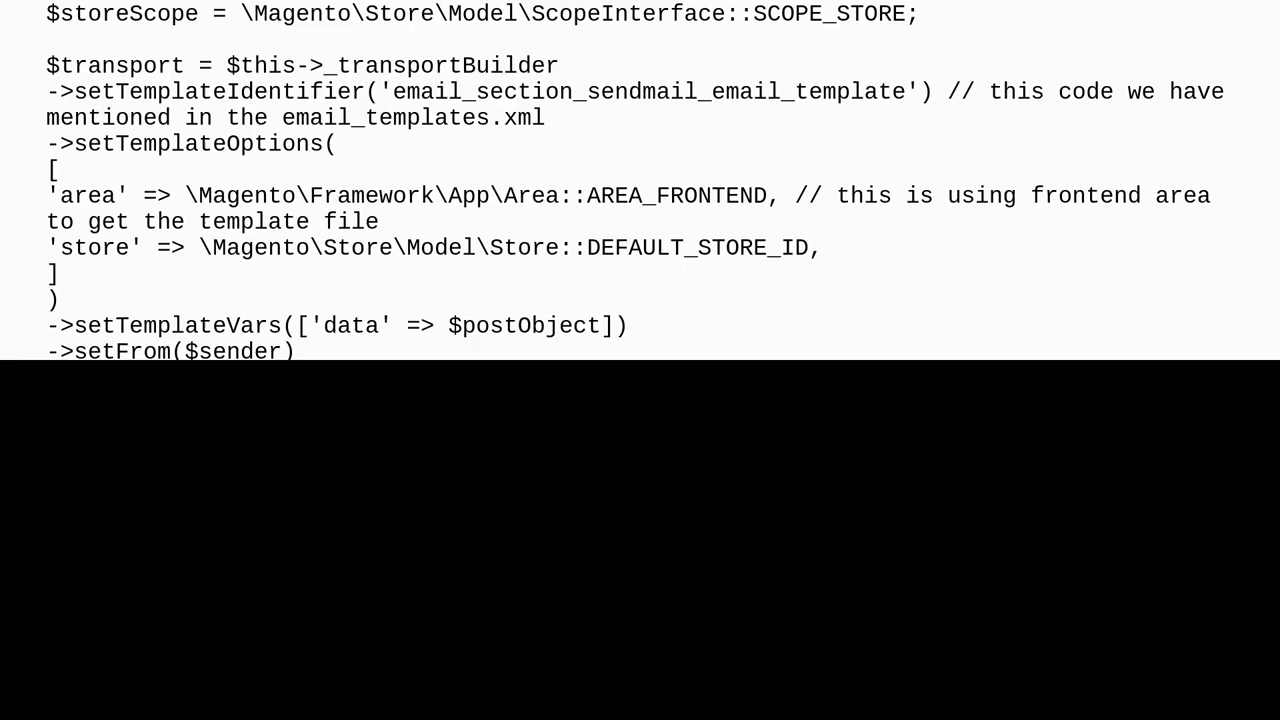 $storeScope = \Magento\Store\Model\ScopeInterface::SCOPE_STORE;
$transport = $this->_transportBuilder
->setTemplateIdentifier('email_section_sendmail_email_template') // this code we have
mentioned in the email_templates.xml
->setTemplateOptions(
[
'area' => \Magento\Framework\App\Area::AREA_FRONTEND, // this is using frontend area
to get the template file
'store' => \Magento\Store\Model\Store::DEFAULT_STORE_ID,
]
)
->setTemplateVars(['data' => $postObject])
->setFrom($sender)